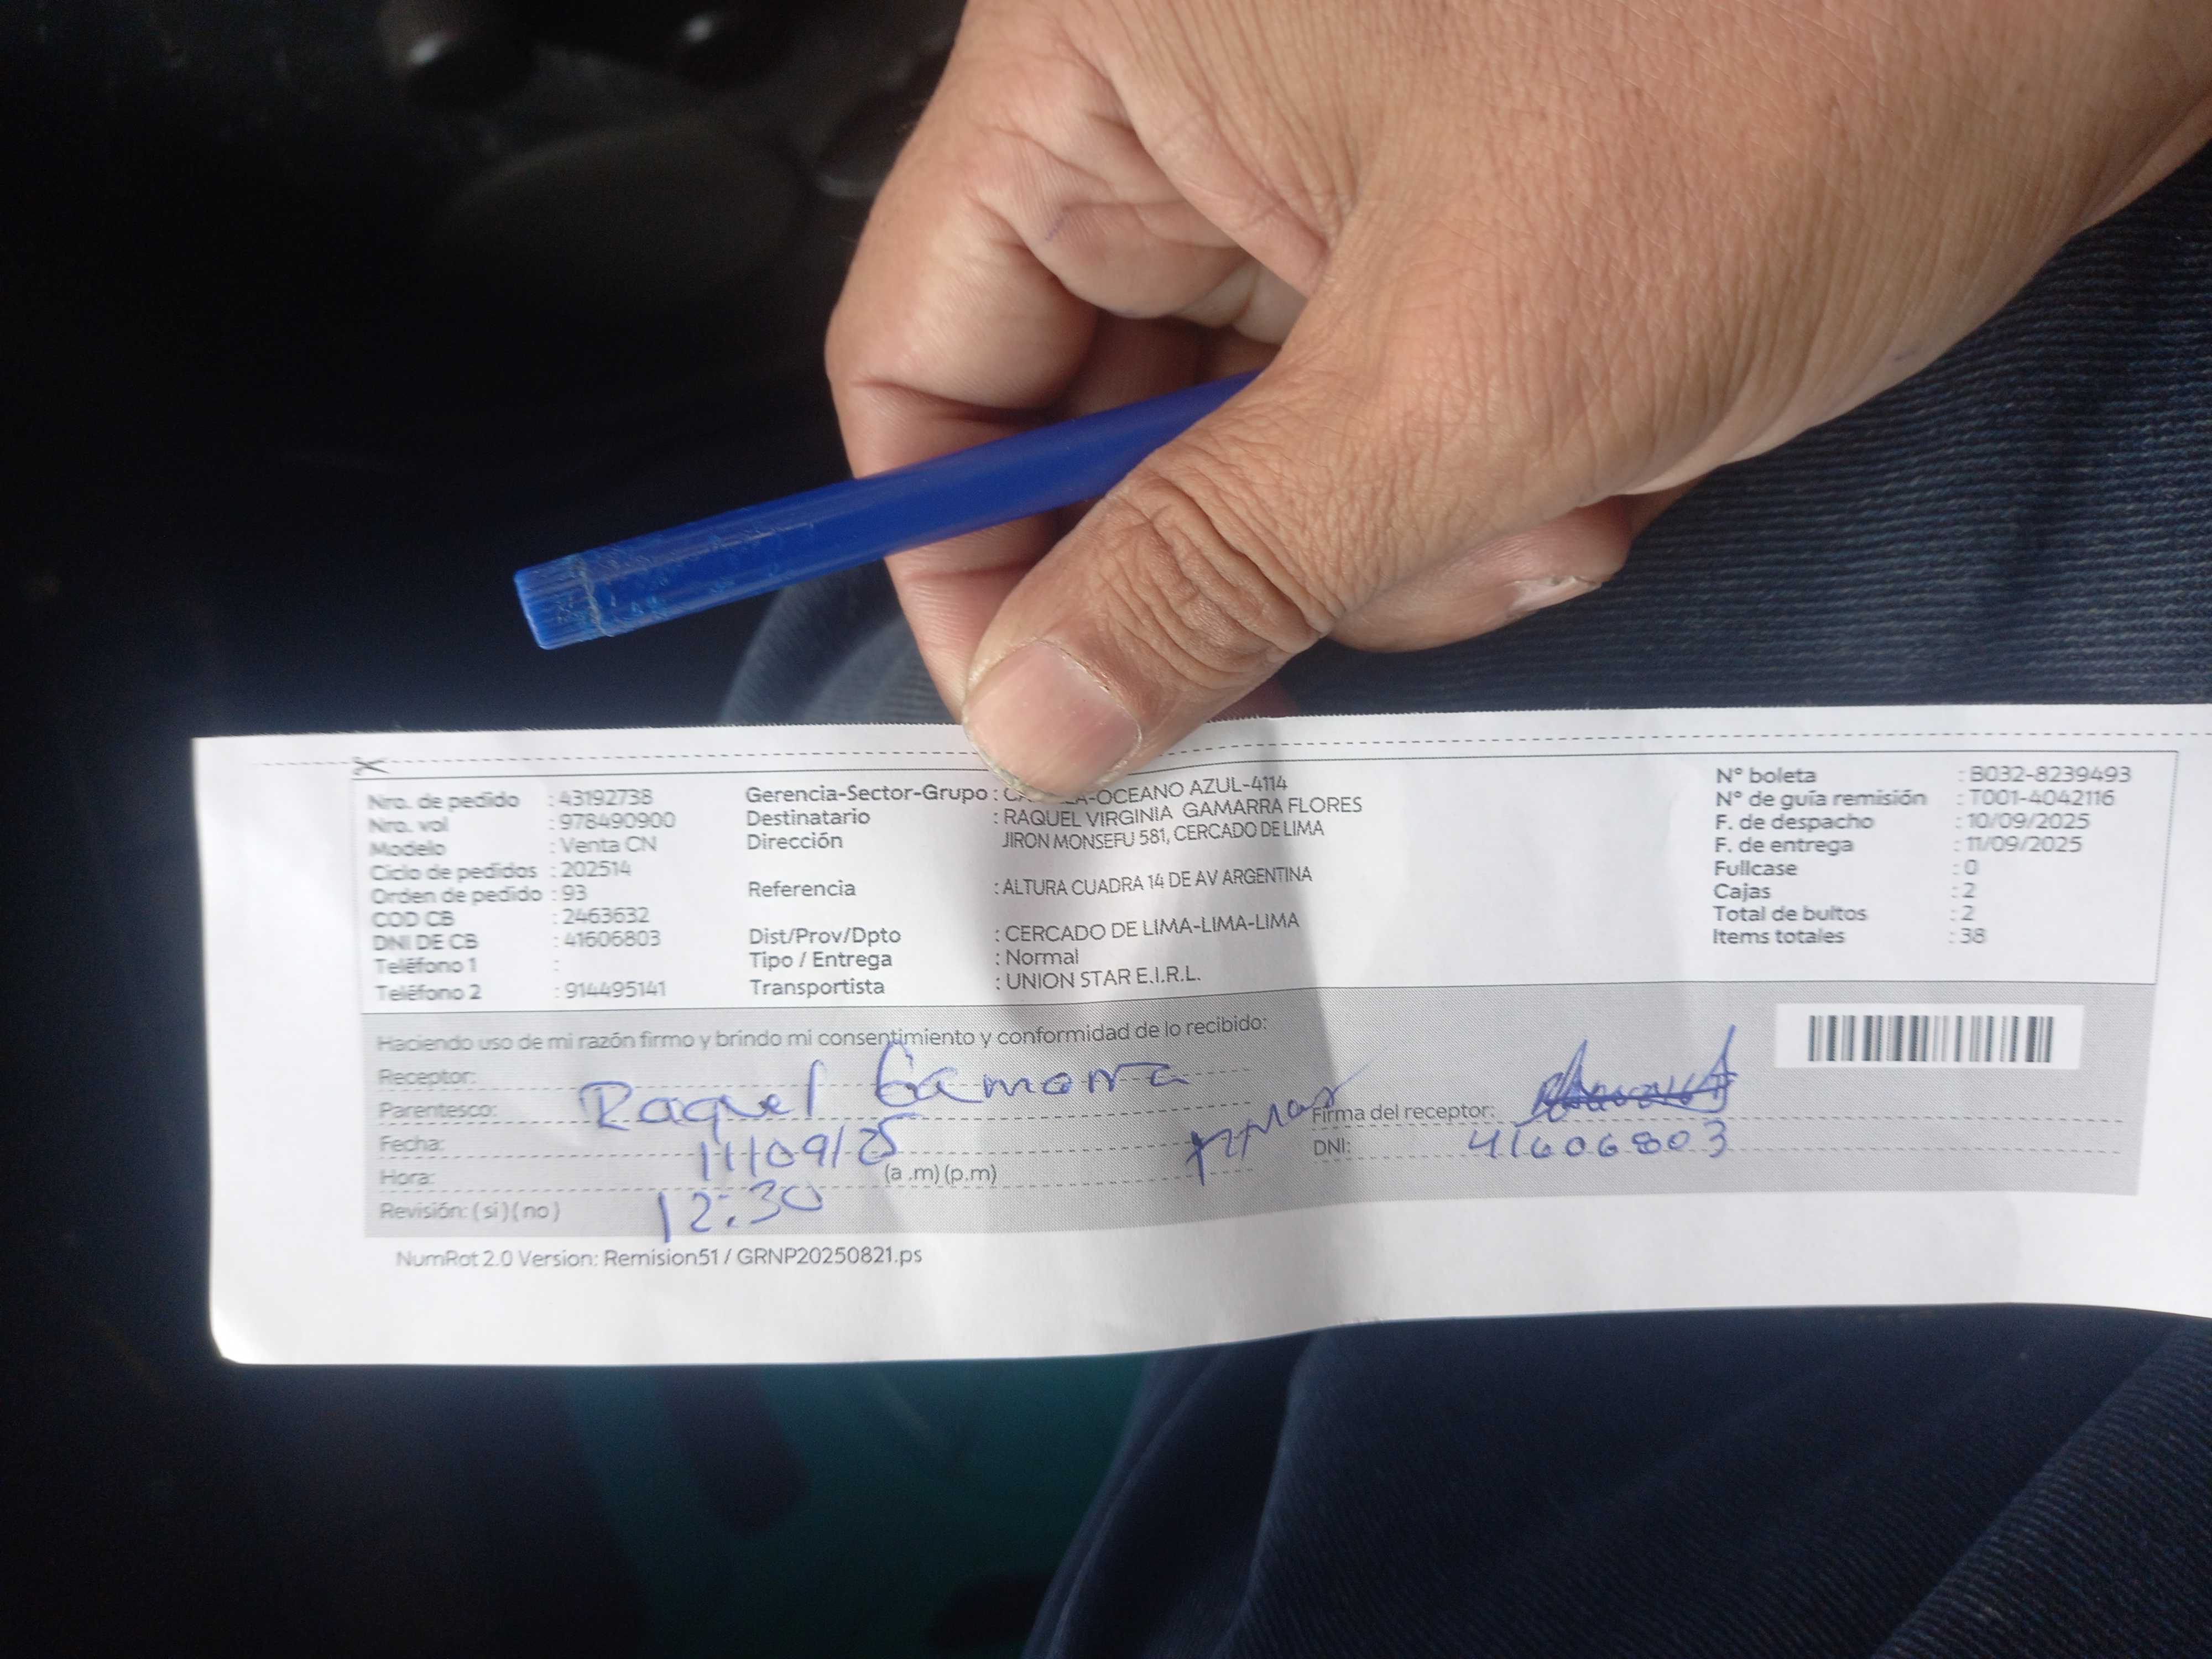 Nro. de pedido : 43192738
Nro. val : 978490900
Modelo : Venta CN
Ciclo de pedidos : 202514
Orden de pedido : 93
COD CB : 2463632
DNI DE CB : 41606803
Teléfono 1 :
Teléfono 2 : 914495141
Gerencia-Sector-Grupo : -OCEANO AZUL-4114
Destinatario : RAQUEL VIRGINIA GAMARRA FLORES
Dirección JIRON MONSEFU 581, CERCADO DE LIMA
Referencia : ALTURA CUADRA 14 DE AV ARGENTINA
Dist/Prov/Dpto : CERCADO DE LIMA-LIMA-LIMA
Tipo / Entrega : Normal
Transportista : UNION STAR E.I.R.L.
N° boleta : B032-8239493
N° de guía remisión : T001-4042116
F. de despacho : 10/09/2025
F. de entrega : 11/09/2025
Fullcase : 0
Cajas : 2
Total de bultos : 2
Items totales : 38
Haciendo uso de mi razón firmo y brindo mi consentimiento y conformidad de lo recibido:
Receptor:
Parentesco: Raquel Gamarra
Fecha: 11/09/25
Hora: (a .m) (p.m)
Revisión: ( si ) ( no ) 12:30
Firma del receptor:
DNI: 41606803
NumRot 2.0 Version: Remision51 / GRNP20250821.ps